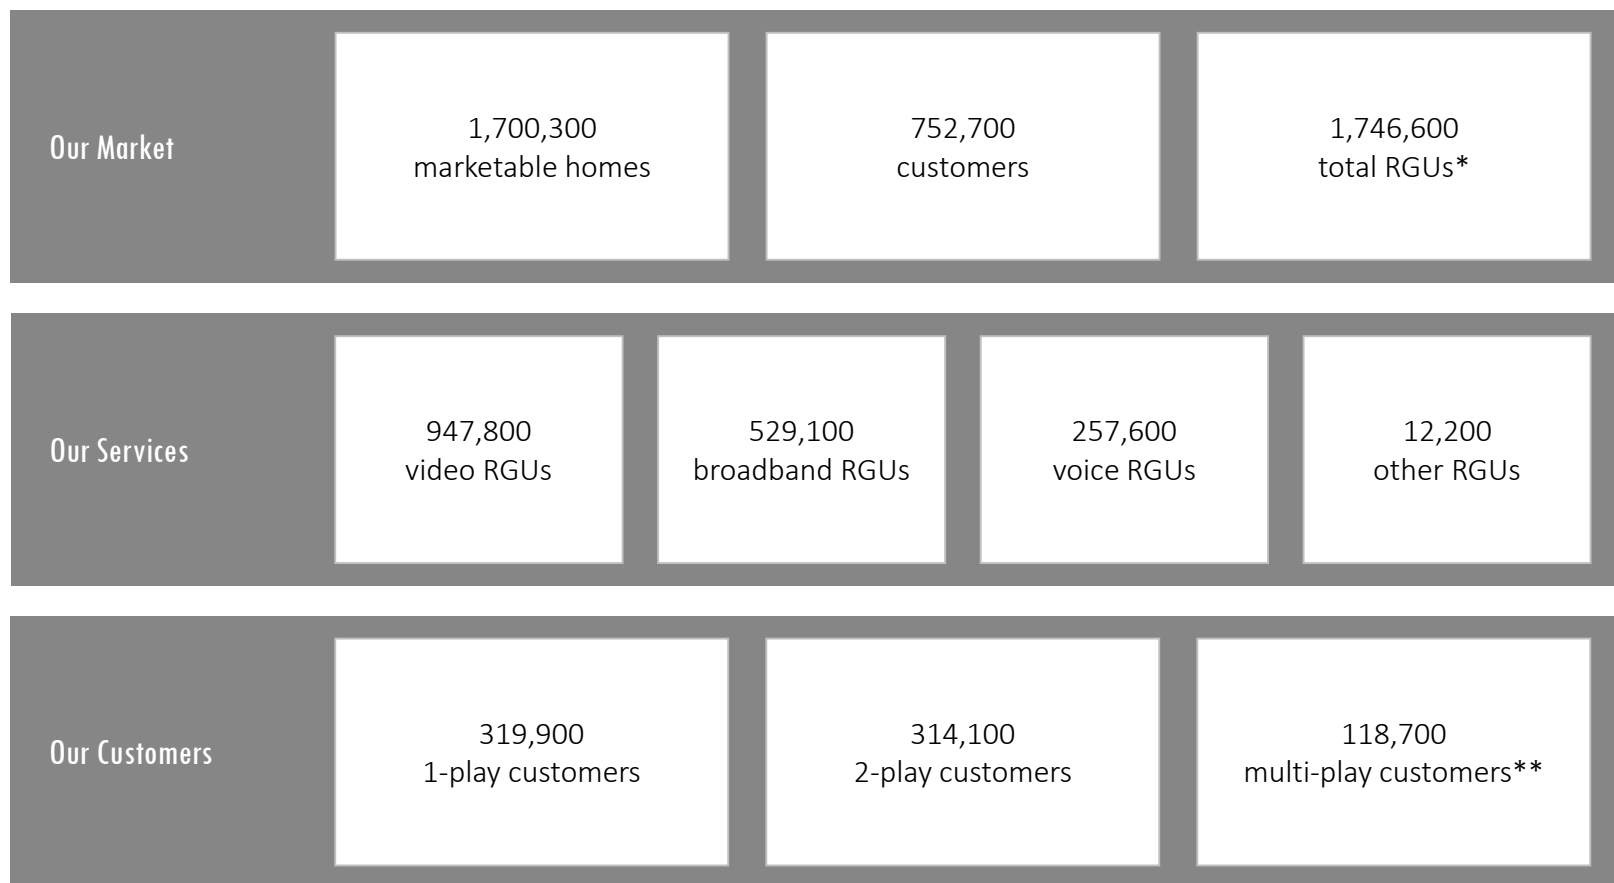 Our Market
1,700,300
marketable homes
752,700
customers
1,746,600
total RGUs*
Our Services
947,800
video RGUs
529,100
broadband RGUs
257,600
voice RGUs
12,200
other RGUs
Our Customers
319,900
1-play customers
314,100
2-play customers
118,700
multi-play customers**